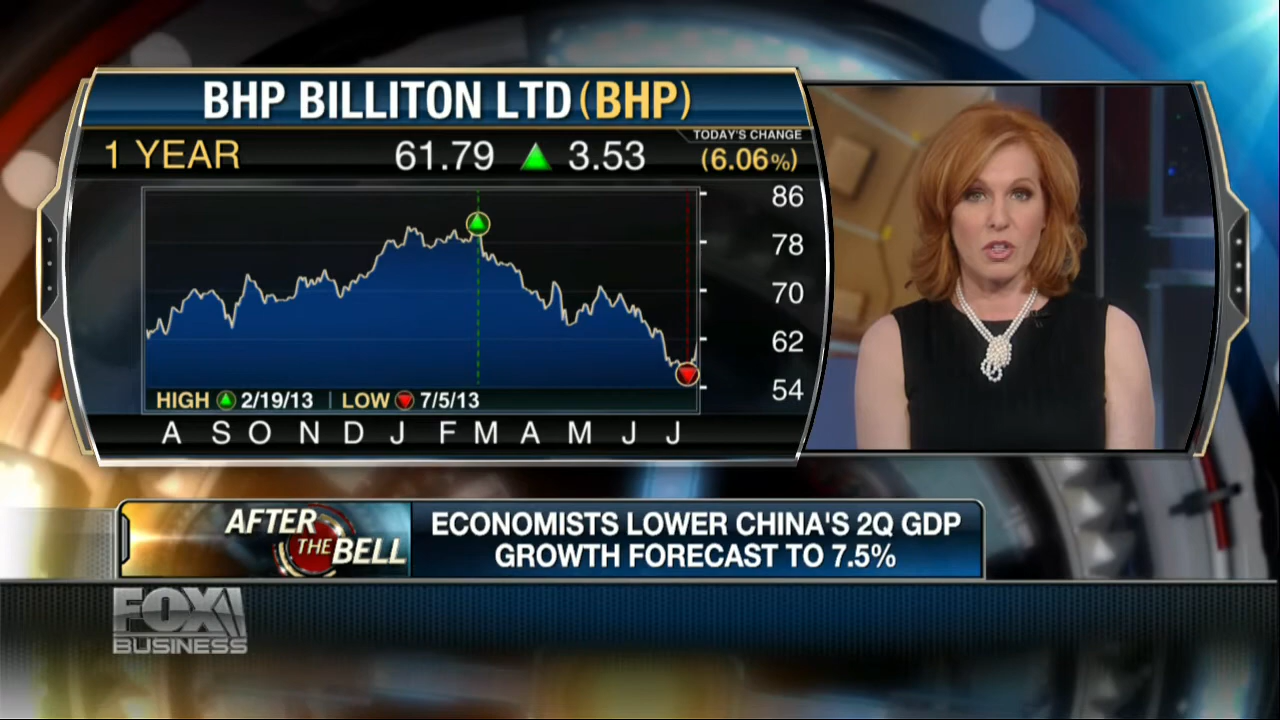 BHP BILLITON LTD (BHP)
TODAY'S CHANGE
1 YEAR 61.79 3.53 (6.06%)
86
78
70
62
54
HIGH 2/19/13 | LOW 7/5/13
A S O N D J F M A M J J
AFTER THE BELL
ECONOMISTS LOWER CHINA'S 2Q GDP
GROWTH FORECAST TO 7.5%
FOX
BUSINESS